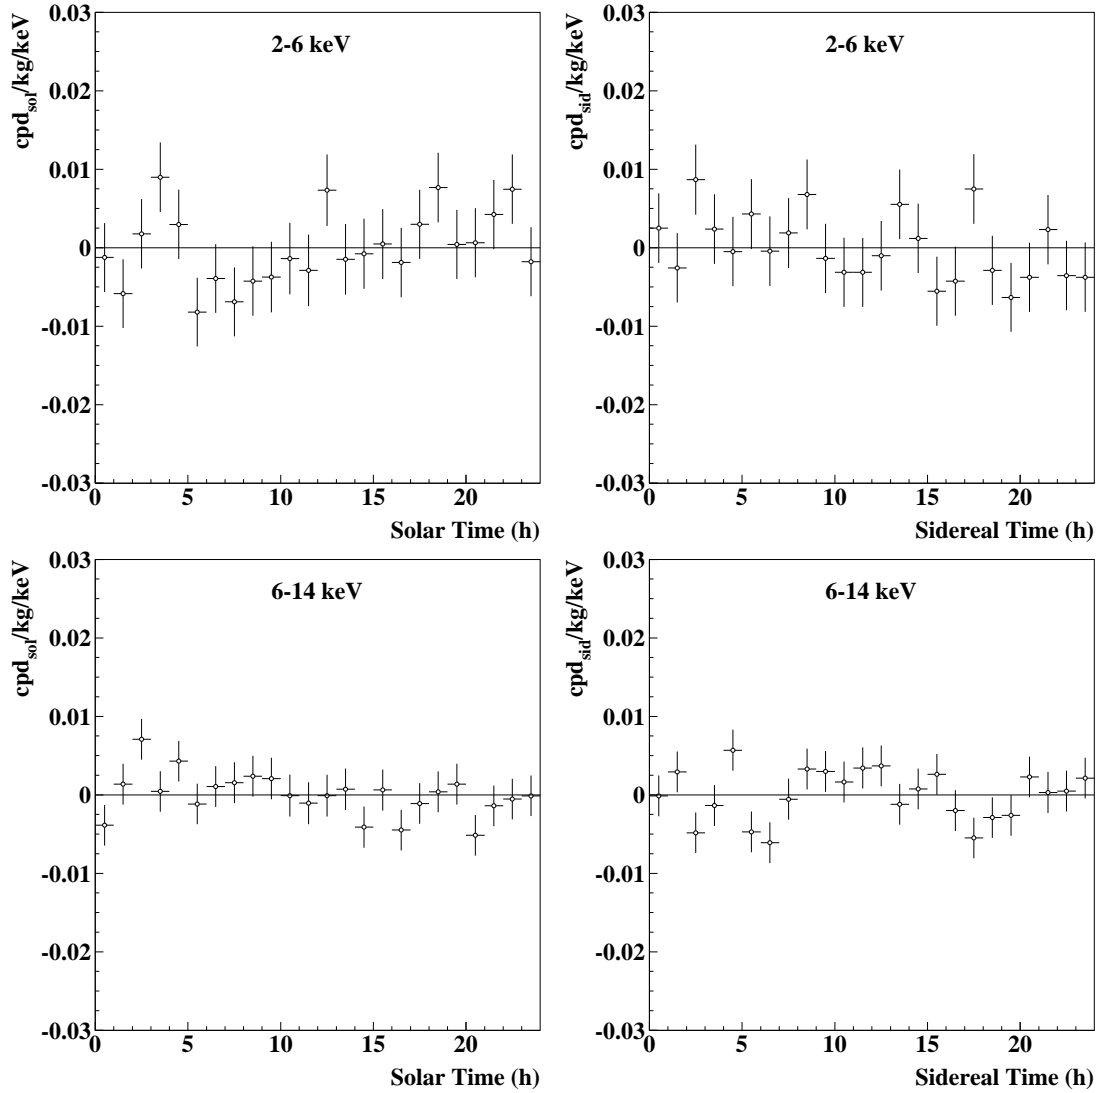 2-6 keV
cpd_sol/kg/keV
0.03
0.02
0.01
0
-0.01
-0.02
-0.03
0 5 10 15 20
Solar Time (h)
2-6 keV
cpd_sid/kg/keV
0.03
0.02
0.01
0
-0.01
-0.02
-0.03
0 5 10 15 20
Sidereal Time (h)
6-14 keV
cpd_sol/kg/keV
0.03
0.02
0.01
0
-0.01
-0.02
-0.03
0 5 10 15 20
Solar Time (h)
6-14 keV
cpd_sid/kg/keV
0.03
0.02
0.01
0
-0.01
-0.02
-0.03
0 5 10 15 20
Sidereal Time (h)